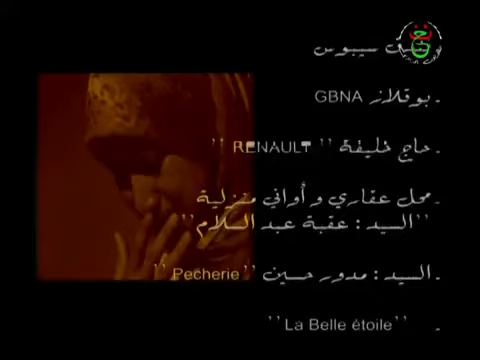 سيبوس
. بوقلاز GBNA
. حاج خليفة " RENAULT "
. محل عقاري و أواني منزلية
"السيد : عقبة عبد السلام"
. السيد : مدور حسين " Pecherie "
. " La Belle étoile "